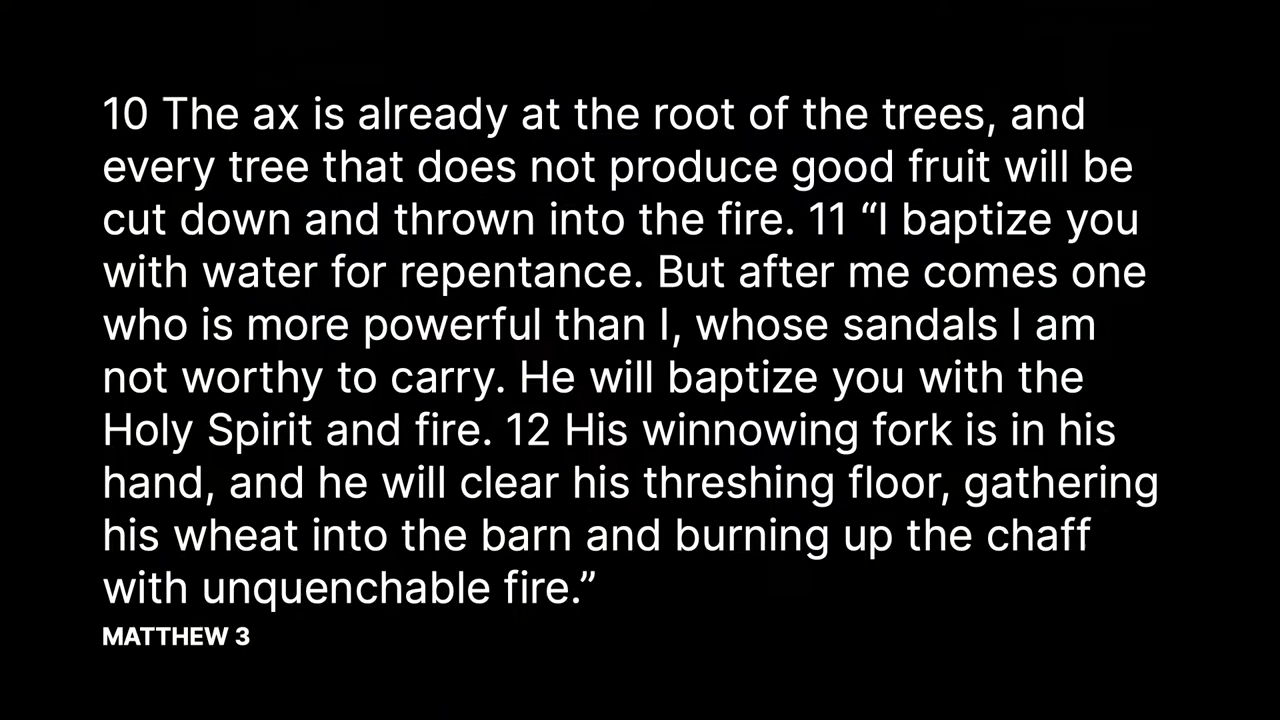 10 The ax is already at the root of the trees, and
every tree that does not produce good fruit will be
cut down and thrown into the fire. 11 “I baptize you
with water for repentance. But after me comes one
who is more powerful than I, whose sandals I am
not worthy to carry. He will baptize you with the
Holy Spirit and fire. 12 His winnowing fork is in his
hand, and he will clear his threshing floor, gathering
his wheat into the barn and burning up the chaff
with unquenchable fire.”
MATTHEW 3